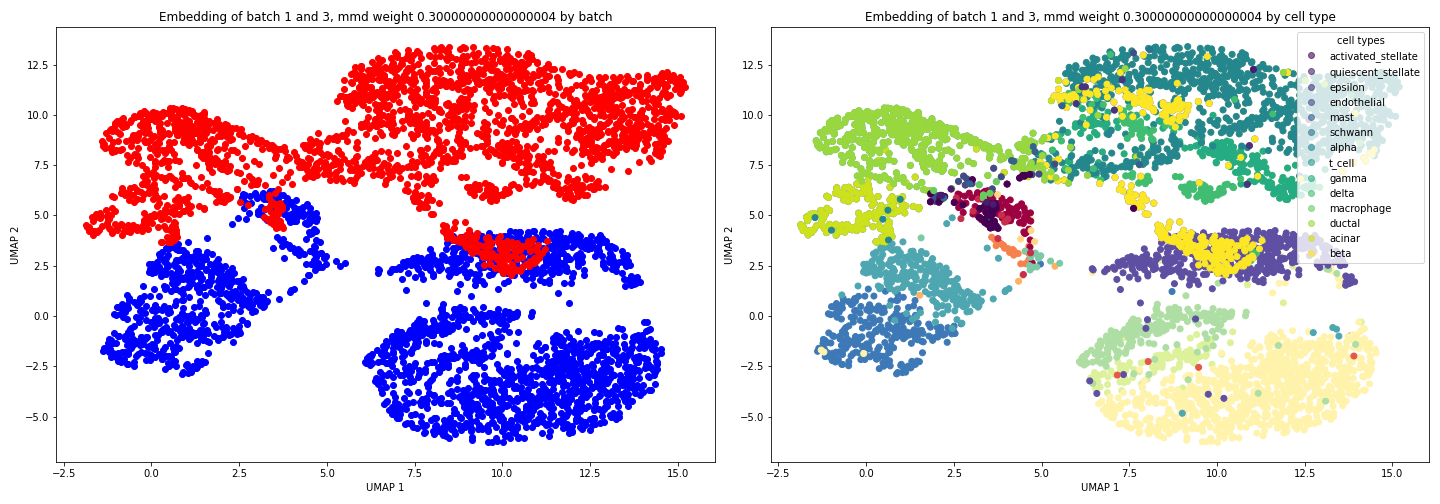 Embedding of batch 1 and 3, mmd weight 0.30000000000000004 by batch
12.5
10.0
7.5
5.0
2.5
0.0
−2.5
−5.0
UMAP 2
−2.5 0.0 2.5 5.0 7.5 10.0 12.5 15.0
UMAP 1
Embedding of batch 1 and 3, mmd weight 0.30000000000000004 by cell type
12.5
10.0
7.5
5.0
2.5
0.0
−2.5
−5.0
UMAP 2
−2.5 0.0 2.5 5.0 7.5 10.0 12.5 15.0
UMAP 1
cell types
activated_stellate
quiescent_stellate
epsilon
endothelial
mast
schwann
alpha
t_cell
gamma
delta
macrophage
ductal
acinar
beta